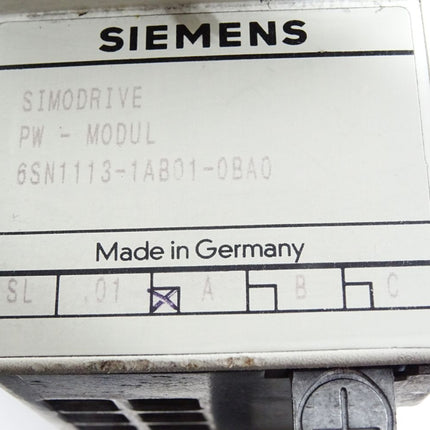 SIEMENS
SIMODRIVE
PW - MODUL
6SN1113-1AB01-0BA0
Made in Germany
SL .01 A B C